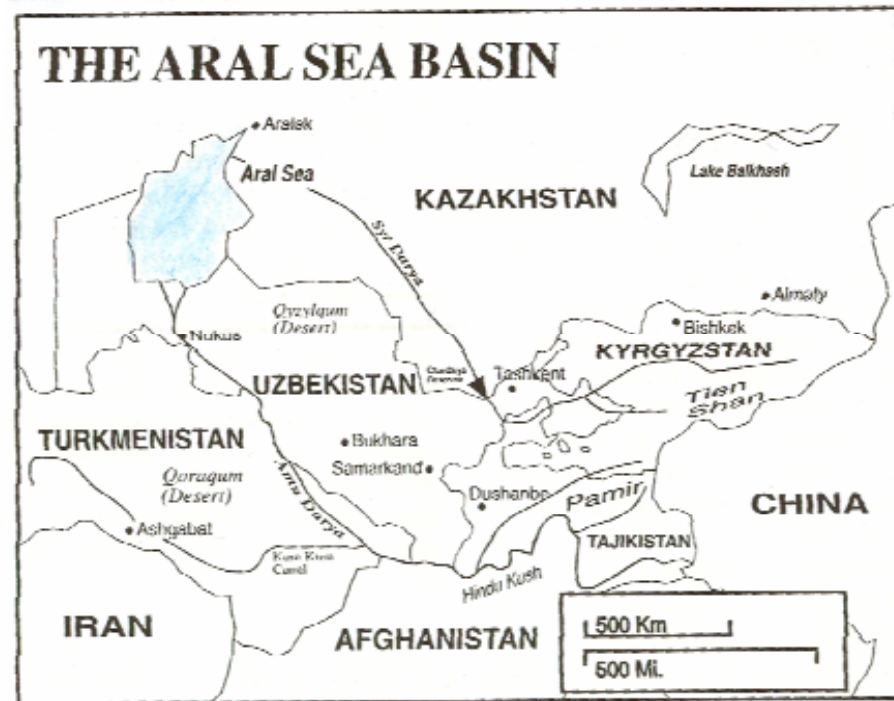 THE ARAL SEA BASIN
Aralsk
Aral Sea
Lake Balkhash
KAZAKHSTAN
Syr Darya
Almaty
Qyzylqum
(Desert)
Bishkek
Nukus
KYRGYZSTAN
Tashkent
UZBEKISTAN
Tien
Shan
TURKMENISTAN
Bukhara
Samarkand
Qoraqum
(Desert)
Amu Darya
Dushanbe
Pamir
CHINA
Ashgabat
TAJIKISTAN
Kara Kum
Canal
Hindu Kush
IRAN
AFGHANISTAN
500 Km
500 Mi.